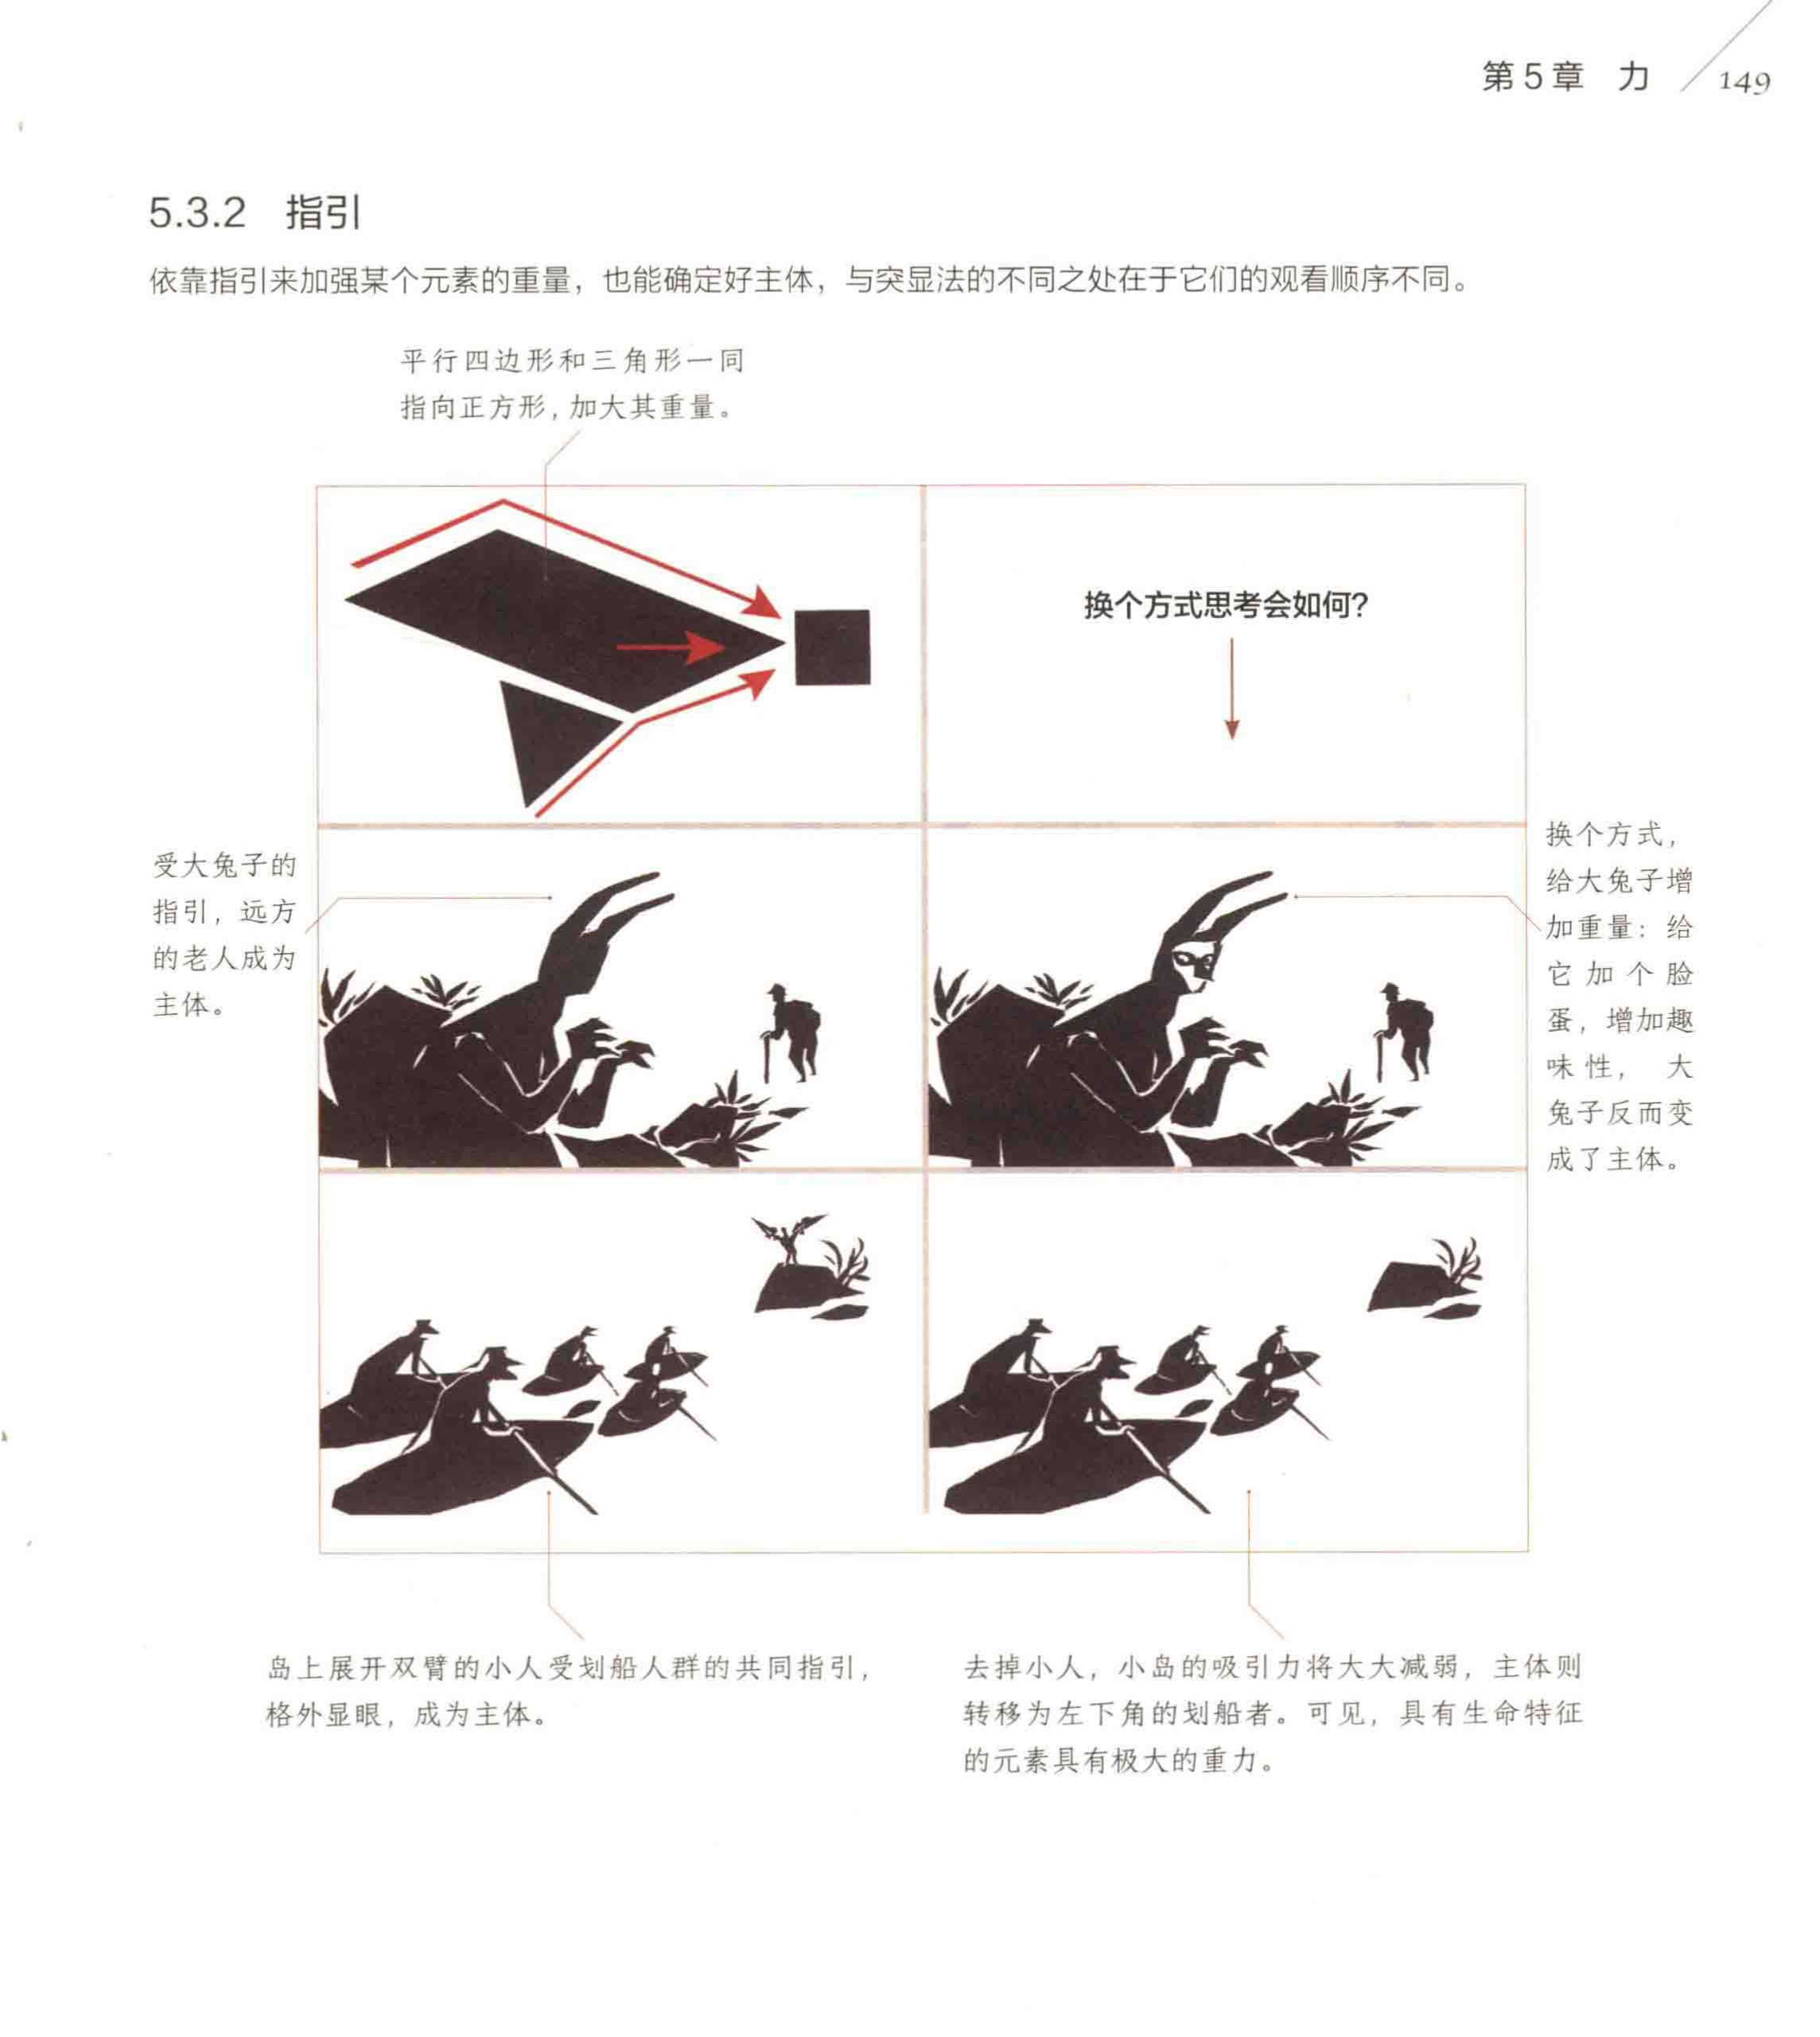 第5章 力 149
5.3.2 指引
依靠指引来加强某个元素的重量，也能确定好主体，与突显法的不同之处在于它们的观看顺序不同。
平行四边形和三角形一同
指向正方形，加大其重量。
换个方式思考会如何？
受大兔子的
指引，远方
的老人成为
主体。
换个方式，
给大兔子增
加重量：给
它加个脸
蛋，增加趣
味性，大
兔子反而变
成了主体。
岛上展开双臂的小人受划船人群的共同指引，
格外显眼，成为主体。
去掉小人，小岛的吸引力将大大减弱，主体则
转移为左下角的划船者。可见，具有生命特征
的元素具有极大的重力。